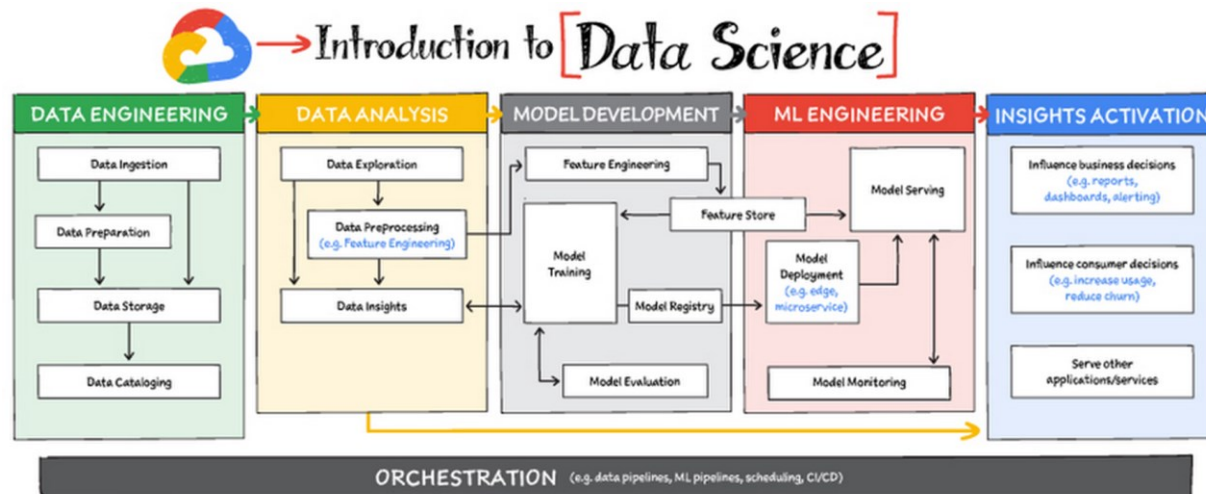 Introduction to [Data Science]
DATA ENGINEERING
Data Ingestion
Data Preparation
Data Storage
Data Cataloging
DATA ANALYSIS
Data Exploration
Data Preprocessing
(e.g. Feature Engineering)
Data Insights
MODEL DEVELOPMENT
Feature Engineering
Feature Store
Model
Training
Model Registry
Model Evaluation
ML ENGINEERING
Model Serving
Model
Deployment
(e.g. edge,
microservice)
Model Monitoring
INSIGHTS ACTIVATION
Influence business decisions
(e.g. reports,
dashboards, alerting)
Influence consumer decisions
(e.g. increase usage,
reduce churn)
Serve other
applications/services
ORCHESTRATION (e.g. data pipelines, ML pipelines, scheduling, CI/CD)